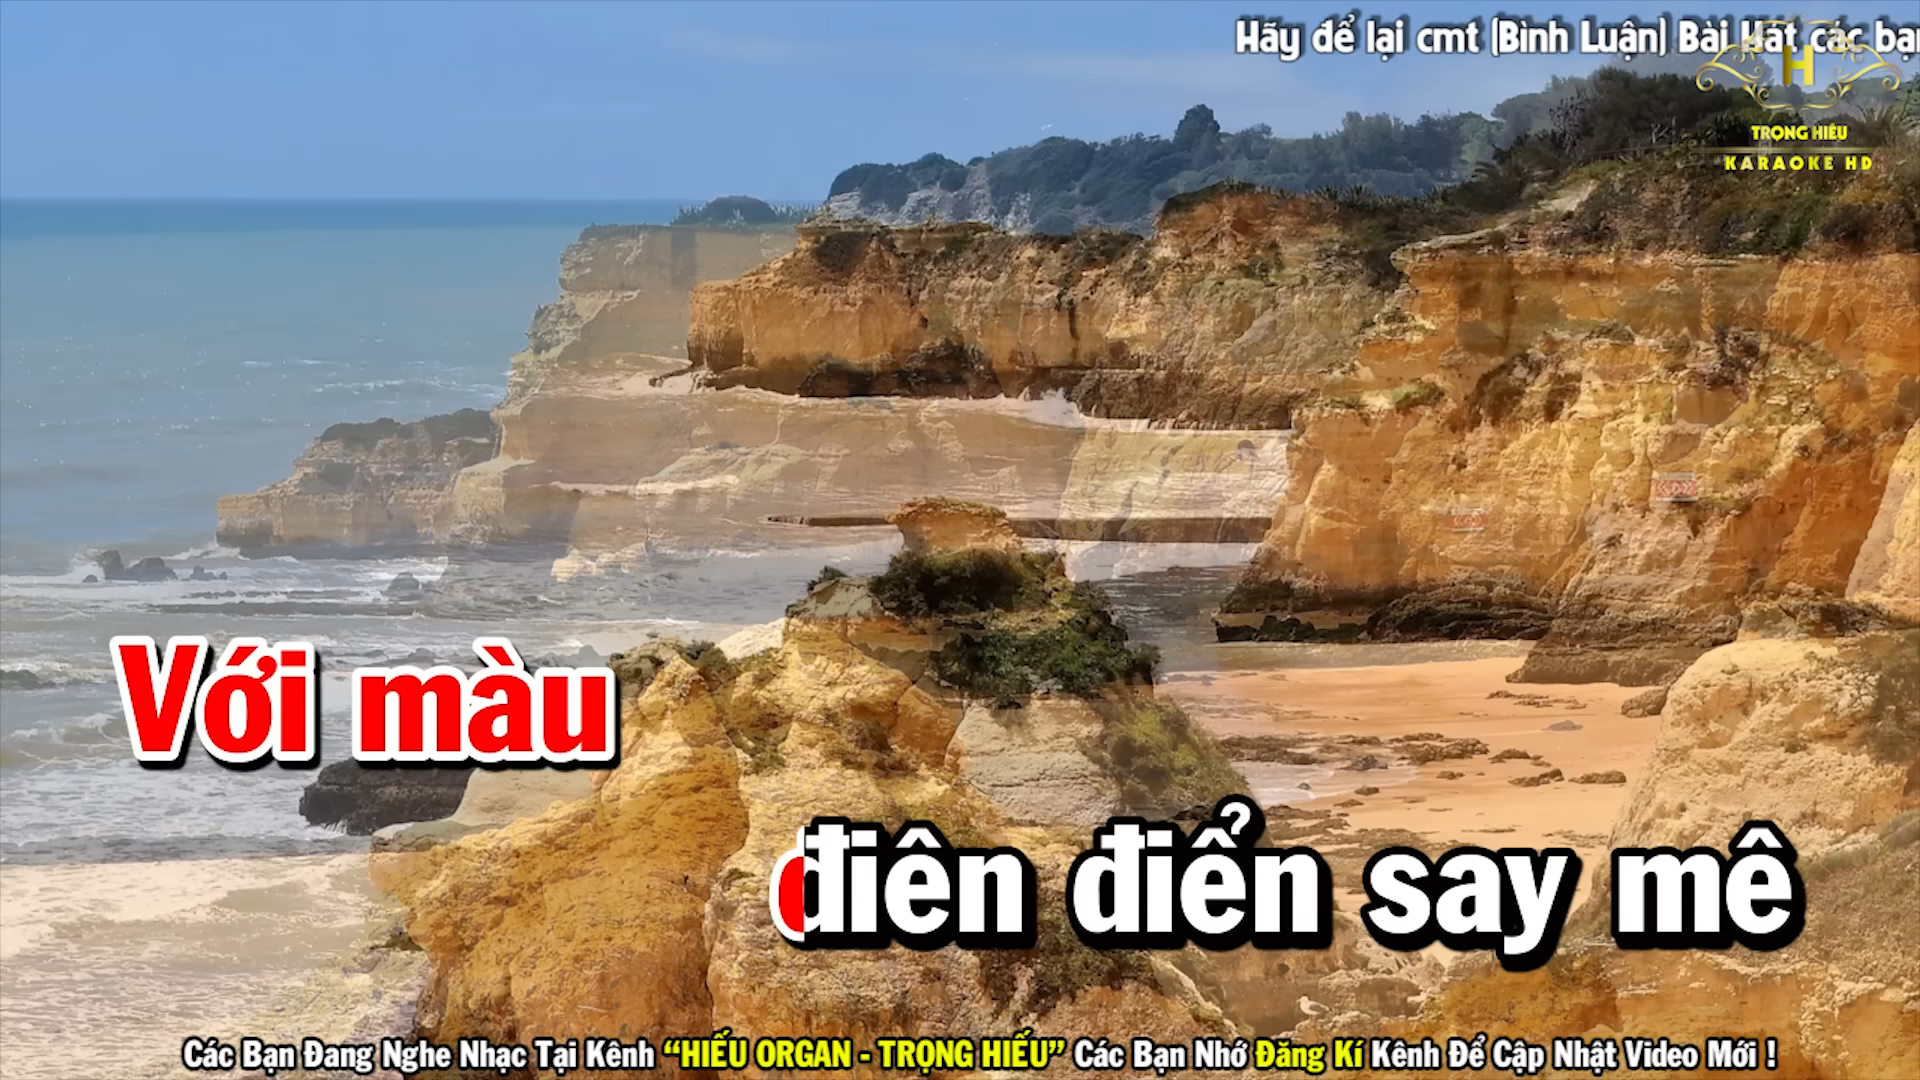 Hãy để lại cmt (Bình Luận) Bài Hát các bạn
H
TRỌNG HIẾU
KARAOKE HD
Với màu
điên điển say mê
Các Bạn Đang Nghe Nhạc Tại Kênh “HIẾU ORGAN - TRỌNG HIẾU” Các Bạn Nhớ Đăng Kí Kênh Để Cập Nhật Video Mới !